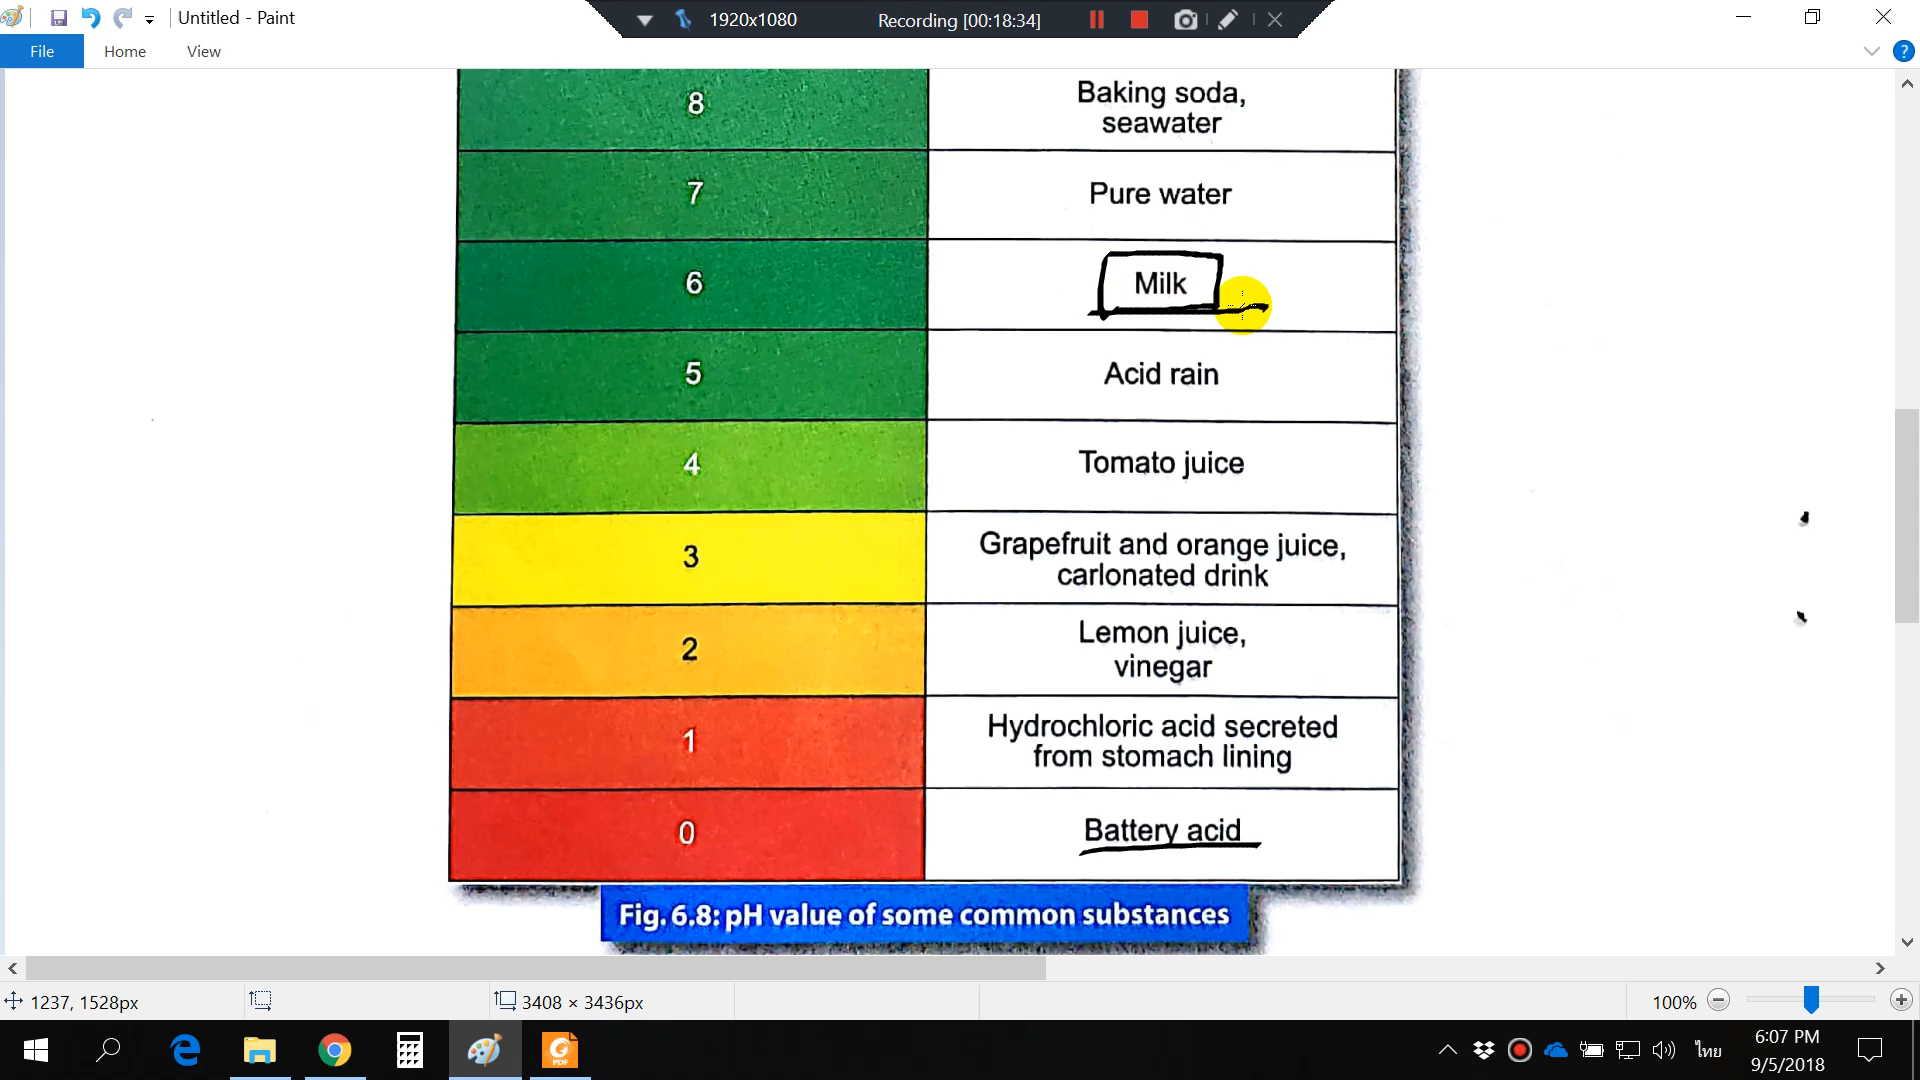 Untitled - Paint
1920x1080
Recording [00:18:34]
File
Home
View
8
Baking soda,
seawater
7
Pure water
6
Milk
5
Acid rain
4
Tomato juice
3
Grapefruit and orange juice,
carlonated drink
2
Lemon juice,
vinegar
1
Hydrochloric acid secreted
from stomach lining
0
Battery acid
Fig. 6.8: pH value of some common substances
1237, 1528px
3408 × 3436px
100%
PDF
ไทย
6:07 PM
9/5/2018